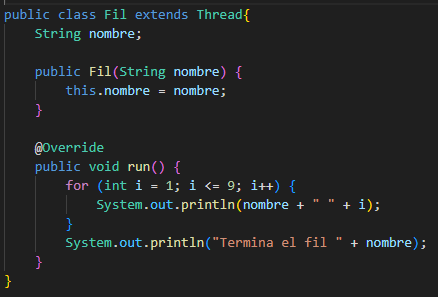 public class Fil extends Thread{
    String nombre;

    public Fil(String nombre) {
        this.nombre = nombre;
    }

    @Override
    public void run() {
        for (int i = 1; i <= 9; i++) {
            System.out.println(nombre + " " + i);
        }
        System.out.println("Termina el fil " + nombre);
    }
}